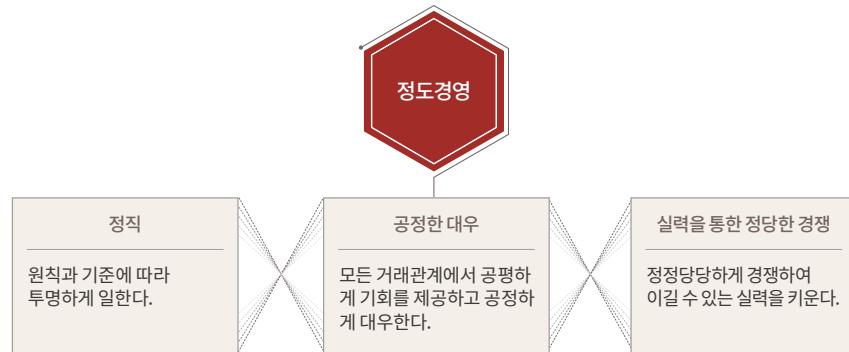 정도경영
정직
원칙과 기준에 따라
투명하게 일한다.
공정한 대우
모든 거래관계에서 공평하
게 기회를 제공하고 공정하
게 대우한다.
실력을 통한 정당한 경쟁
정정당당하게 경쟁하여
이길 수 있는 실력을 키운다.